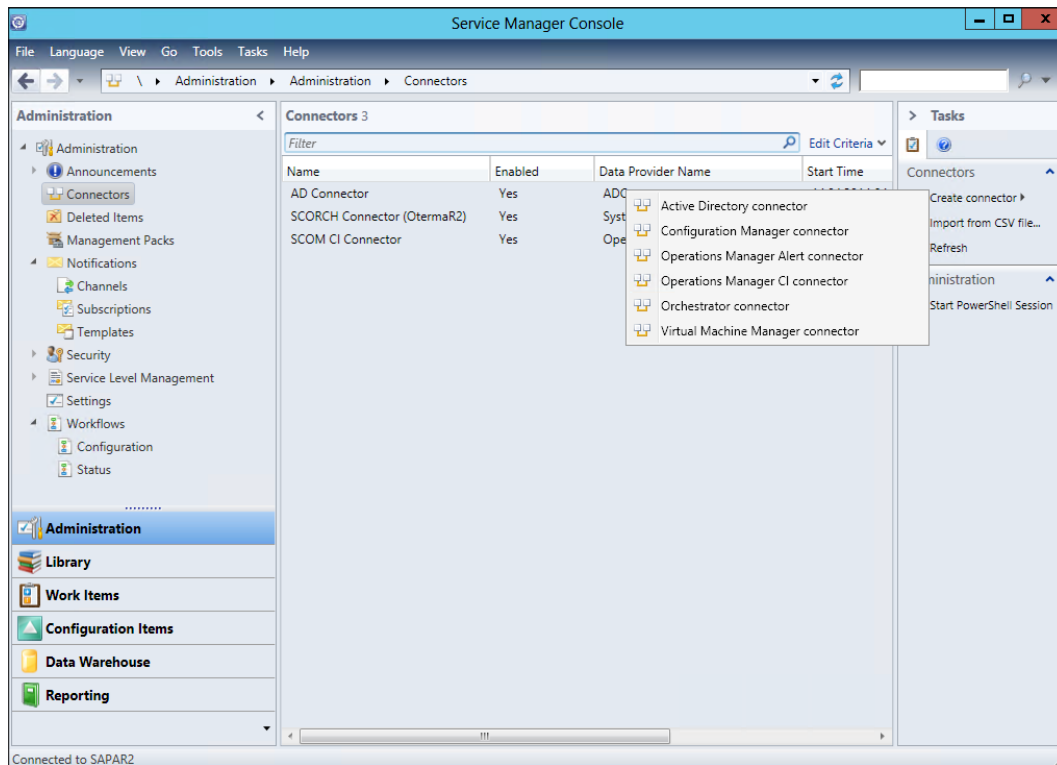 Service Manager Console
File Language View Go Tools Tasks Help
\ Administration Administration Connectors
Administration
Administration
Announcements
Connectors
Deleted Items
Management Packs
Notifications
Channels
Subscriptions
Templates
Security
Service Level Management
Settings
Workflows
Configuration
Status
Administration
Library
Work Items
Configuration Items
Data Warehouse
Reporting
Connected to SAPAR2
Connectors 3
Filter Edit Criteria
Name Enabled Data Provider Name Start Time
AD Connector Yes ADC
SCORCH Connector (OtermaR2) Yes Syst
SCOM CI Connector Yes Ope
Active Directory connector
Configuration Manager connector
Operations Manager Alert connector
Operations Manager CI connector
Orchestrator connector
Virtual Machine Manager connector
Tasks
Connectors
Create connector
Import from CSV file...
Refresh
ministration
Start PowerShell Session